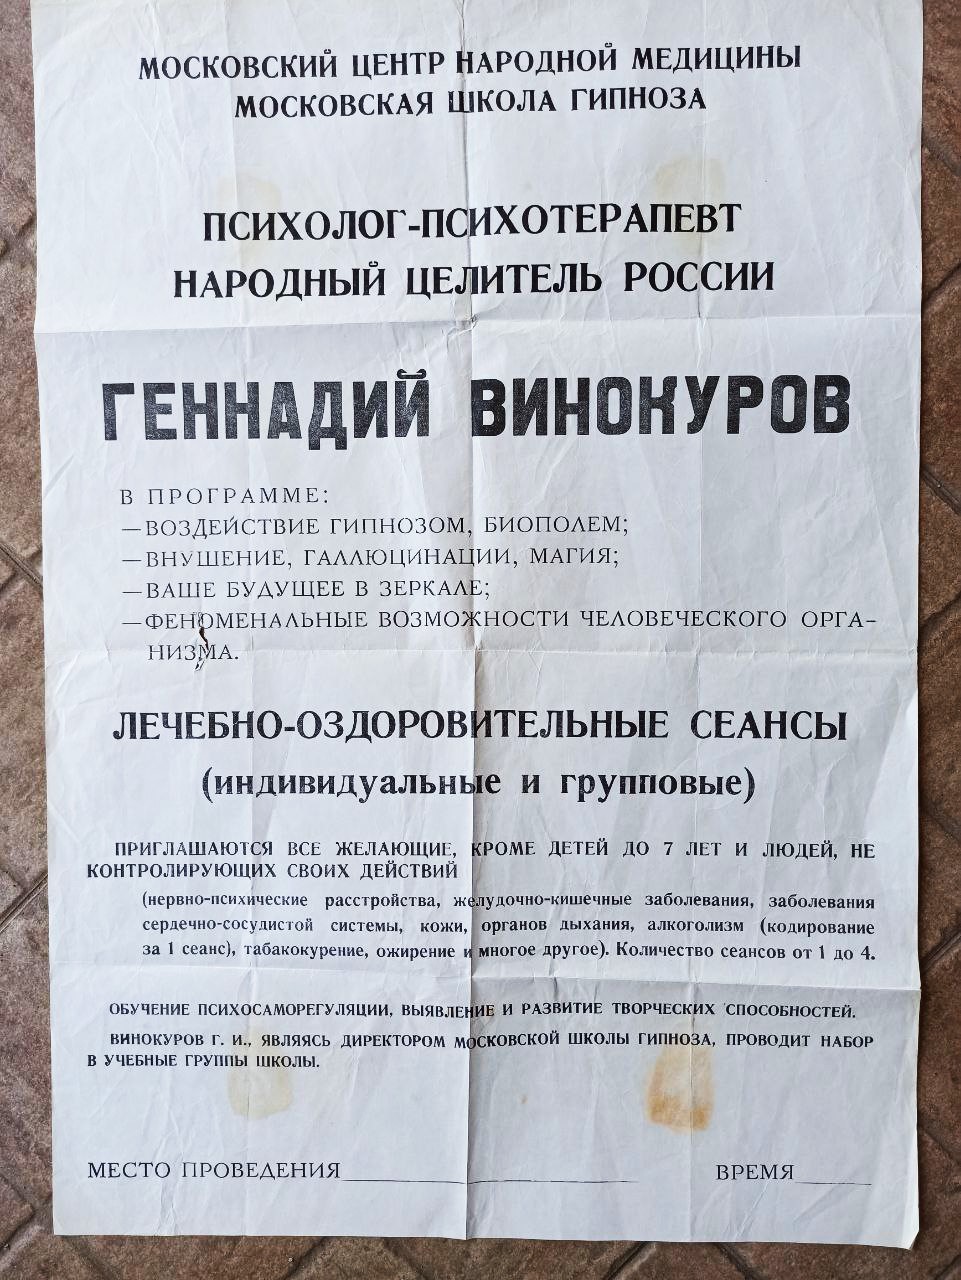 МОСКОВСКИЙ ЦЕНТР НАРОДНОЙ МЕДИЦИНЫ
МОСКОВСКАЯ ШКОЛА ГИПНОЗА
ПСИХОЛОГ-ПСИХОТЕРАПЕВТ
НАРОДНЫЙ ЦЕЛИТЕЛЬ РОССИИ
ГЕННАДИЙ ВИНОКУРОВ
В ПРОГРАММЕ:
—ВОЗДЕЙСТВИЕ ГИПНОЗОМ, БИОПОЛЕМ;
—ВНУШЕНИЕ, ГАЛЛЮЦИНАЦИИ, МАГИЯ;
—ВАШЕ БУДУЩЕЕ В ЗЕРКАЛЕ;
—ФЕНОМЕНАЛЬНЫЕ ВОЗМОЖНОСТИ ЧЕЛОВЕЧЕСКОГО ОРГА-
НИЗМА.
ЛЕЧЕБНО-ОЗДОРОВИТЕЛЬНЫЕ СЕАНСЫ
(индивидуальные и групповые)
ПРИГЛАШАЮТСЯ ВСЕ ЖЕЛАЮЩИЕ, КРОМЕ ДЕТЕЙ ДО 7 ЛЕТ И ЛЮДЕЙ, НЕ
КОНТРОЛИРУЮЩИХ СВОИХ ДЕЙСТВИЙ
(нервно-психические расстройства, желудочно-кишечные заболевания, заболевания
сердечно-сосудистой системы, кожи, органов дыхания, алкоголизм (кодирование
за 1 сеанс), табакокурение, ожирение и многое другое). Количество сеансов от 1 до 4.
ОБУЧЕНИЕ ПСИХОСАМОРЕГУЛЯЦИИ, ВЫЯВЛЕНИЕ И РАЗВИТИЕ ТВОРЧЕСКИХ СПОСОБНОСТЕЙ.
ВИНОКУРОВ Г. И., ЯВЛЯЯСЬ ДИРЕКТОРОМ МОСКОВСКОЙ ШКОЛЫ ГИПНОЗА, ПРОВОДИТ НАБОР
В УЧЕБНЫЕ ГРУППЫ ШКОЛЫ.
МЕСТО ПРОВЕДЕНИЯ____________________ ВРЕМЯ______